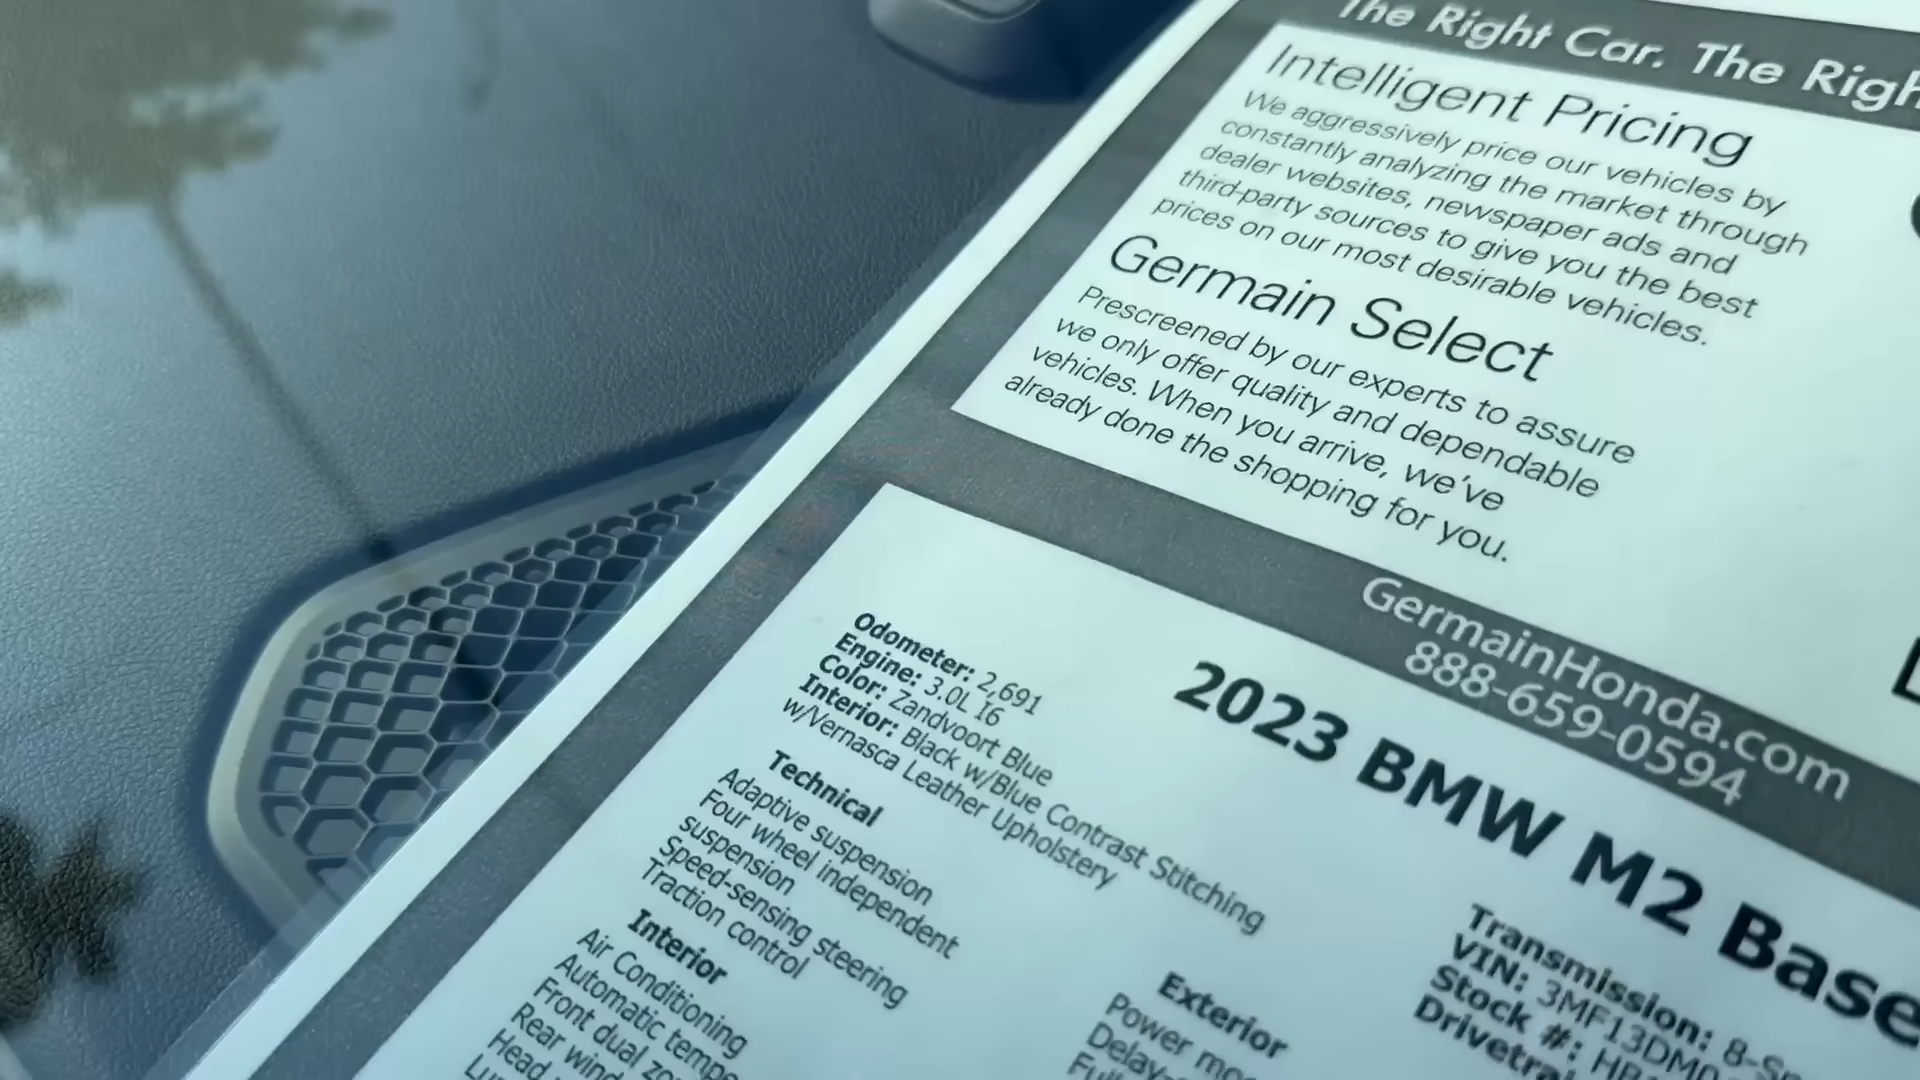 The Right Car. The Righ
Intelligent Pricing
We aggressively price our vehicles by
constantly analyzing the market through
dealer websites, newspaper ads and
third-party sources to give you the best
prices on our most desirable vehicles.
Germain Select
Prescreened by our experts to assure
we only offer quality and dependable
vehicles. When you arrive, we've
already done the shopping for you.
GermainHonda.com
888-659-0594
2023 BMW M2 Base
Odometer: 2,691
Engine: 3.0L I6
Color: Zandvoort Blue
Interior: Black w/Blue Contrast Stitching
w/Vernasca Leather Upholstery
Technical
Adaptive suspension
Four wheel independent
suspension
Speed-sensing steering
Traction control
Interior
Air Conditioning
Automatic tempe
Front dual zo
Rear wind
Head
Exterior
Power
Delay-
Transmission: 8-Sp
VIN: 3MF13DM0
Stock #:
Drivetra